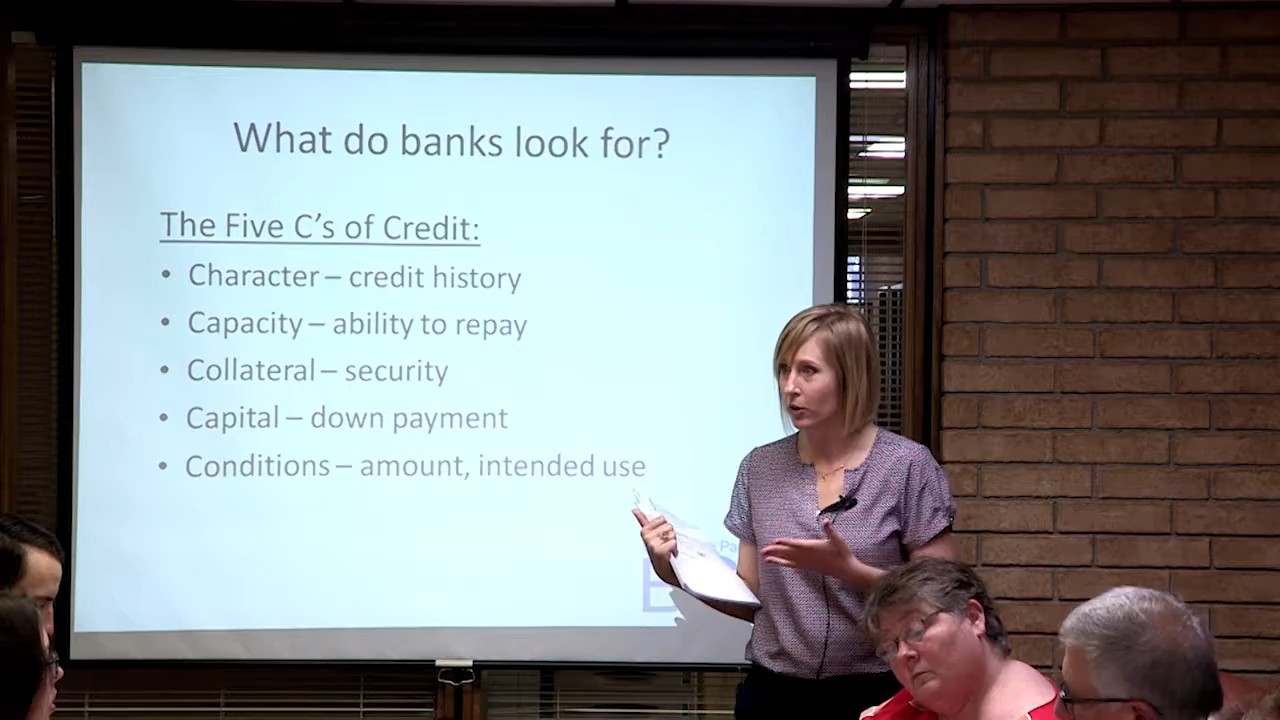 What do banks look for?
The Five C's of Credit:
• Character – credit history
• Capacity – ability to repay
• Collateral – security
• Capital – down payment
• Conditions – amount, intended use